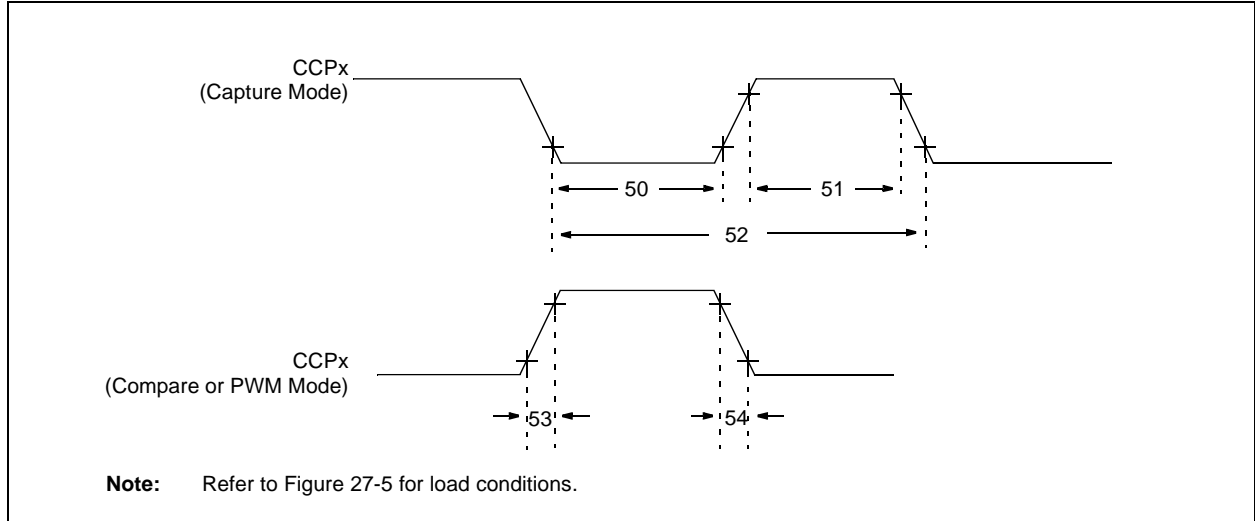 CCPx
(Capture Mode)
50
51
52
CCPx
(Compare or PWM Mode)
53
54
Note: Refer to Figure 27-5 for load conditions.